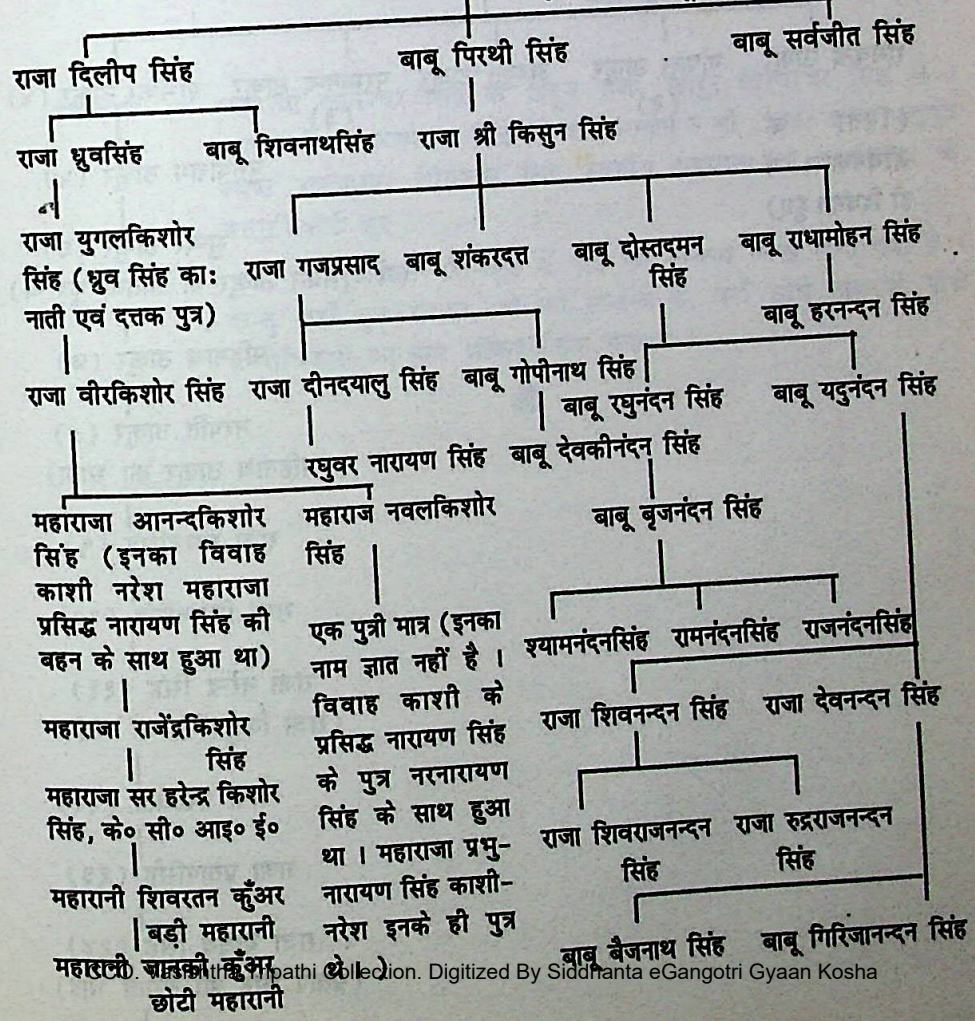 राजा दिलीप सिंह
बाबू पिरथी सिंह
बाबू सर्वजीत सिंह
राजा ध्रुवसिंह
बाबू शिवनाथसिंह
राजा श्री किसुन सिंह
राजा युगलकिशोर
सिंह (ध्रुव सिंह का:
नाती एवं दत्तक पुत्र)
राजा गजप्रसाद
बाबू शंकरदत्त
बाबू दोस्तदमन
सिंह
बाबू राधामोहन सिंह
बाबू हरनन्दन सिंह
राजा वीरकिशोर सिंह
राजा दीनदयालु सिंह
बाबू गोपीनाथ सिंह
बाबू रघुनंदन सिंह
बाबू यदुनंदन सिंह
रघुवर नारायण सिंह
बाबू देवकीनंदन सिंह
बाबू बृजनंदन सिंह
महाराजा आनन्दकिशोर
सिंह (इनका विवाह
काशी नरेश महाराजा
प्रसिद्ध नारायण सिंह की
बहन के साथ हुआ था)
महाराज नवलकिशोर
सिंह
एक पुत्री मात्र (इनका
नाम ज्ञात नहीं है ।
विवाह काशी के
प्रसिद्ध नारायण सिंह
के पुत्र नरनारायण
सिंह के साथ हुआ
था । महाराजा प्रभु-
नारायण सिंह काशी-
नरेश इनके ही पुत्र
थे । )
श्यामनंदनसिंह
रामनंदनसिंह
राजनंदनसिंह
राजा शिवनन्दन सिंह
राजा देवनन्दन सिंह
महाराजा राजेंद्रकिशोर
सिंह
महाराजा सर हरेन्द्र किशोर
सिंह, के० सी० आइ० ई०
राजा शिवराजनन्दन
सिंह
राजा रुद्रराजनन्दन
सिंह
महारानी शिवरतन कुँअर
बड़ी महारानी
महारानी जानकी कुँअर
छोटी महारानी
बाबू बैजनाथ सिंह
बाबू गिरिजानन्दन सिंह
Collection. Digitized By Siddhanta eGangotri Gyaan Kosha